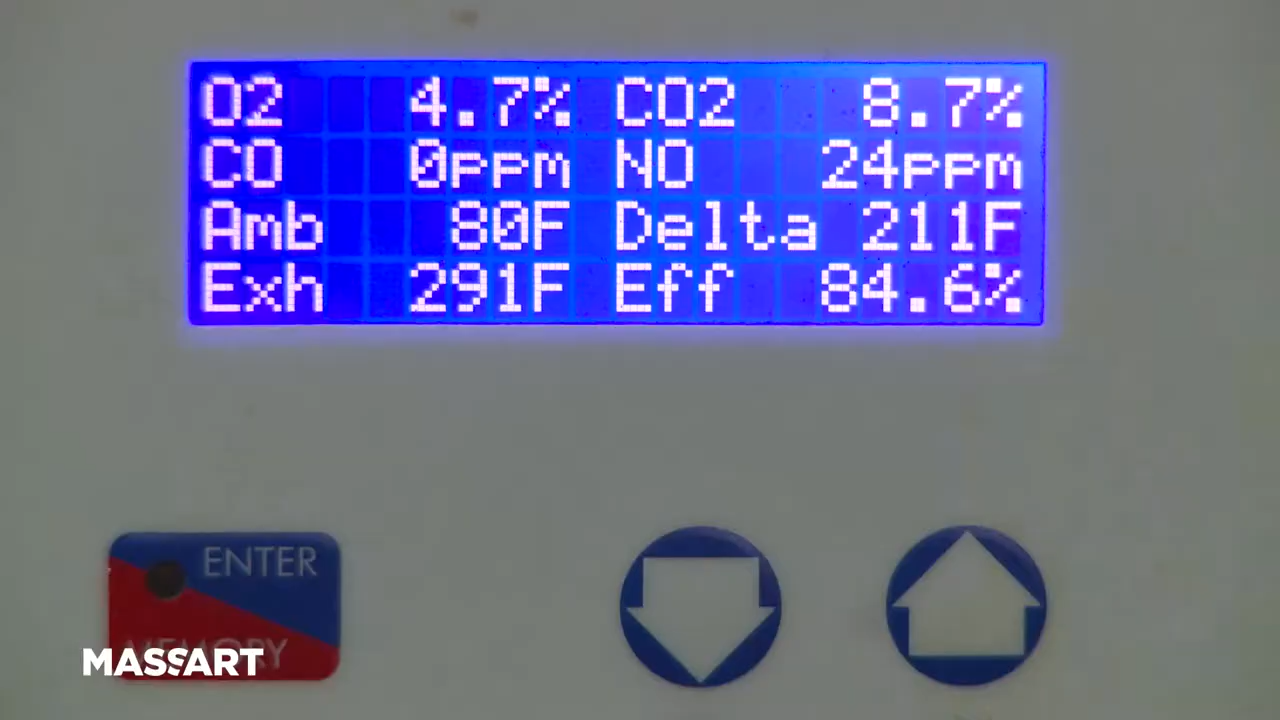 O2 4.7% CO2 8.7%
CO 0ppm NO 24ppm
Amb 80F Delta 211F
Exh 291F Eff 84.6%
ENTER
MEMORY
MASSART